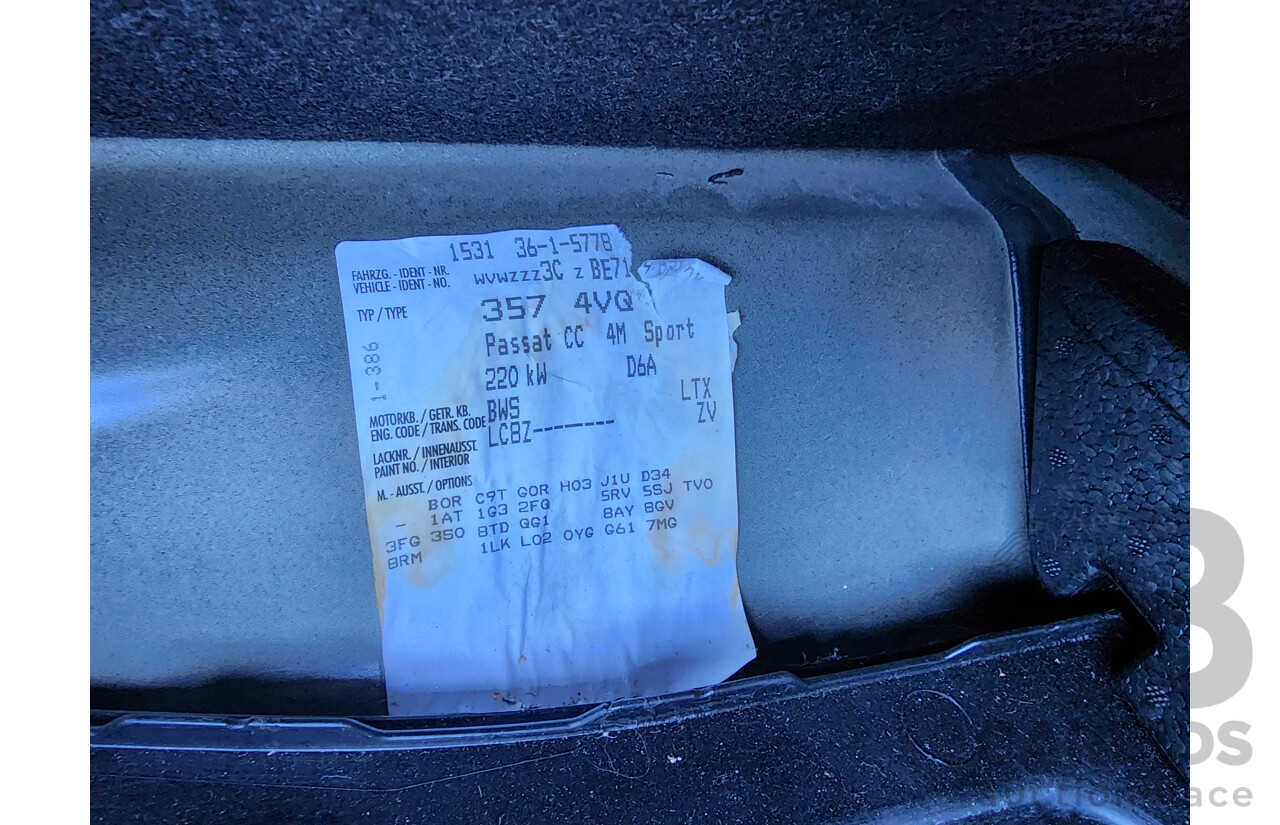 1531 36-1-5778
FAHRZG. - IDENT - NR.
VEHICLE - IDENT - NO. WVWZZZ3C Z BE71
TYP / TYPE 357 4VQ
Passat CC 4M Sport
1-386
220 kW D6A
MOTORKB. / GETR. KB.
ENG. CODE / TRANS. CODE BWS LTX
LACKNR. / INNENAUSST.
PAINT NO. / INTERIOR LC8Z-------- ZV
M. - AUSST. / OPTIONS
BOR C9T GOR HO3 J1U D34
- 1AT 1G3 2FQ 5RV 5SJ TVO
3FG 3SO 8TD QG1 8AY 8GV
8RM 1LK LO2 OYG G61 7MG